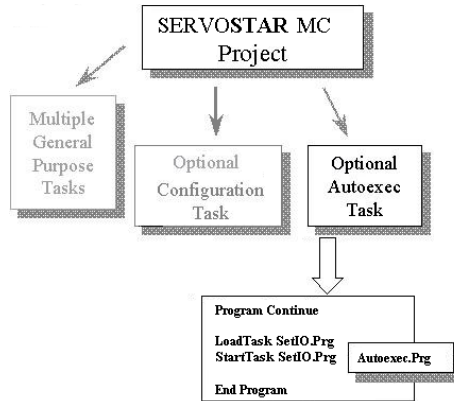 SERVOSTAR MC
Project
Multiple
General
Purpose
Tasks
Optional
Configuration
Task
Optional
Autoexec
Task
Program Continue
LoadTask SetIO.Prg
StartTask SetIO.Prg
Autoexec.Prg
End Program